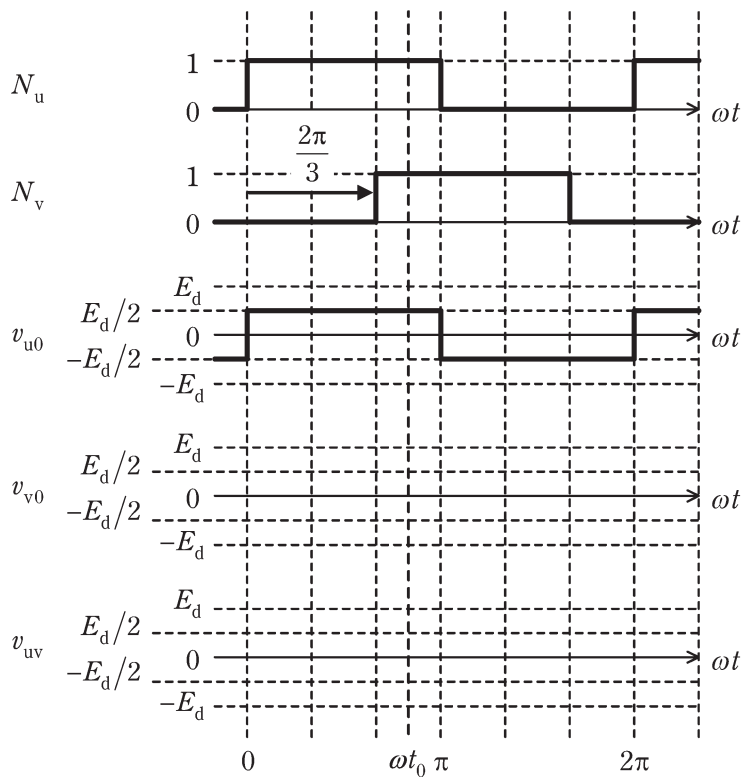 1
N_u
0
ωt
2π/3
1
N_v
0
ωt
E_d
E_d/2
v_u0
0
ωt
−E_d/2
−E_d
E_d
E_d/2
v_v0
0
ωt
−E_d/2
−E_d
E_d
E_d/2
v_uv
0
ωt
−E_d/2
−E_d
0 ωt_0 π 2π